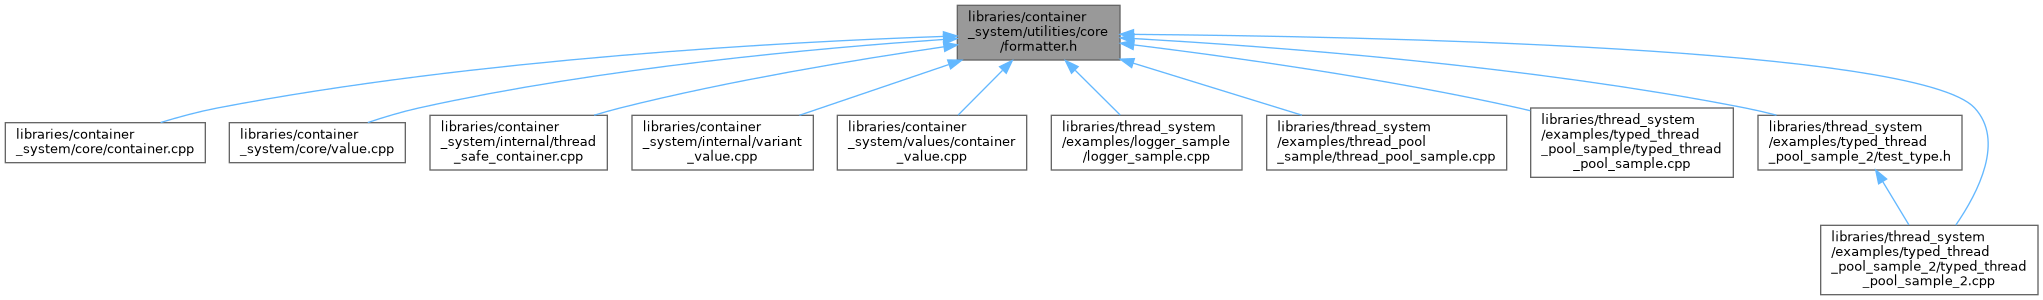 libraries/container
_system/utilities/core
/formatter.h
libraries/container
_system/core/container.cpp
libraries/container
_system/core/value.cpp
libraries/container
_system/internal/thread
_safe_container.cpp
libraries/container
_system/internal/variant
_value.cpp
libraries/container
_system/values/container
_value.cpp
libraries/thread_system
/examples/logger_sample
/logger_sample.cpp
libraries/thread_system
/examples/thread_pool
_sample/thread_pool_sample.cpp
libraries/thread_system
/examples/typed_thread
_pool_sample/typed_thread
_pool_sample.cpp
libraries/thread_system
/examples/typed_thread
_pool_sample_2/test_type.h
libraries/thread_system
/examples/typed_thread
_pool_sample_2/typed_thread
_pool_sample_2.cpp